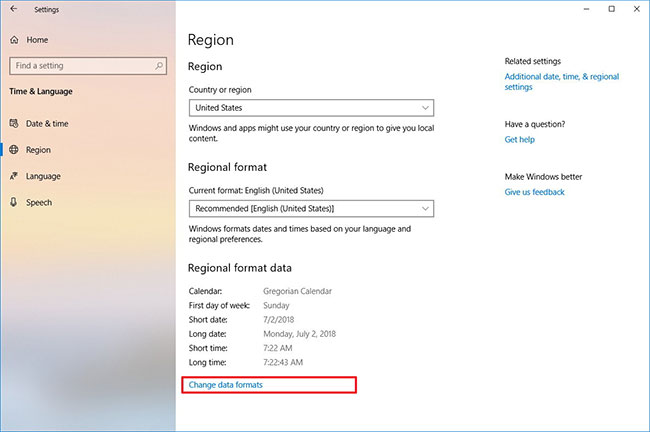 Settings
Home
Find a setting
Time & Language
Date & time
Region
Language
Speech
Region
Region
Country or region
United States
Windows and apps might use your country or region to give you local
content.
Regional format
Current format: English (United States)
Recommended [English (United States)]
Windows formats dates and times based on your language and
regional preferences.
Regional format data
Calendar: Gregorian Calendar
First day of week: Sunday
Short date: 7/2/2018
Long date: Monday, July 2, 2018
Short time: 7:22 AM
Long time: 7:22:43 AM
Change data formats
Related settings
Additional date, time, & regional
settings
Have a question?
Get help
Make Windows better
Give us feedback